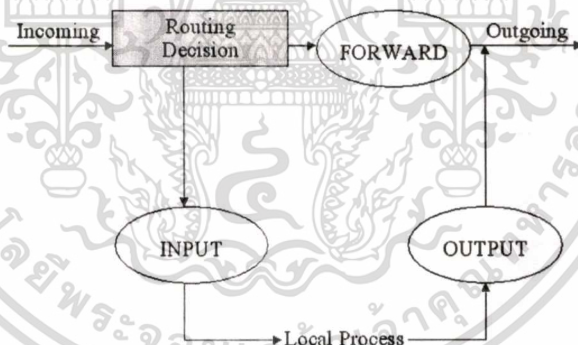 Incoming
Routing
Decision
FORWARD
Outgoing
INPUT
OUTPUT
Local Process